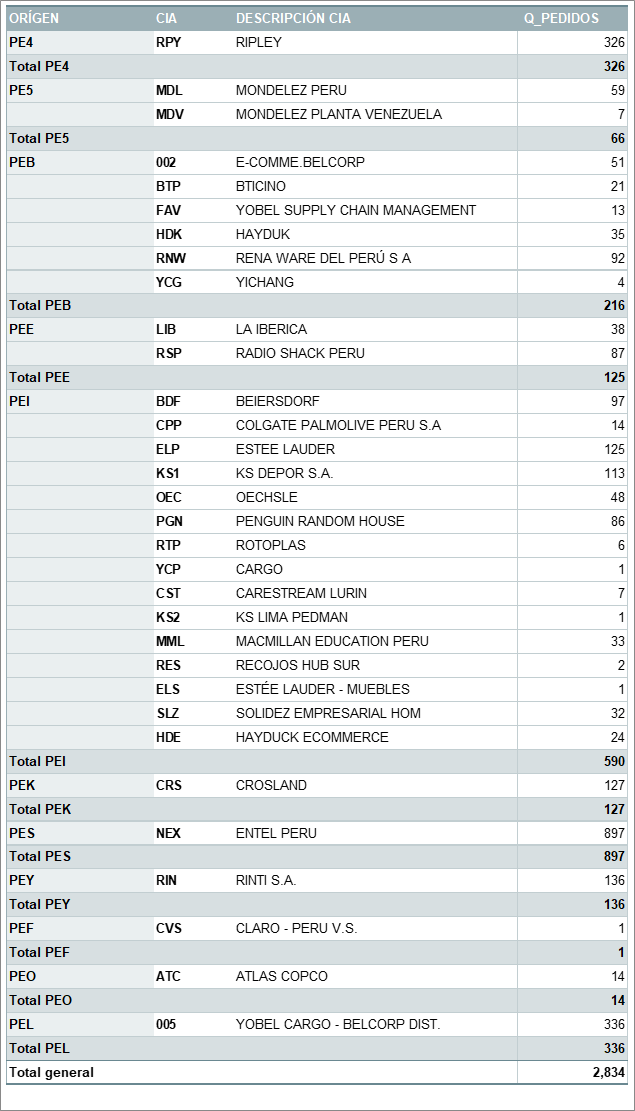 ORÍGEN CIA DESCRIPCIÓN CIA Q_PEDIDOS
PE4 RPY RIPLEY 326
Total PE4 326
PE5 MDL MONDELEZ PERU 59
MDV MONDELEZ PLANTA VENEZUELA 7
Total PE5 66
PEB 002 E-COMME.BELCORP 51
BTP BTICINO 21
FAV YOBEL SUPPLY CHAIN MANAGEMENT 13
HDK HAYDUK 35
RNW RENA WARE DEL PERÚ S A 92
YCG YICHANG 4
Total PEB 216
PEE LIB LA IBERICA 38
RSP RADIO SHACK PERU 87
Total PEE 125
PEI BDF BEIERSDORF 97
CPP COLGATE PALMOLIVE PERU S.A 14
ELP ESTEE LAUDER 125
KS1 KS DEPOR S.A. 113
OEC OECHSLE 48
PGN PENGUIN RANDOM HOUSE 86
RTP ROTOPLAS 6
YCP CARGO 1
CST CARESTREAM LURIN 7
KS2 KS LIMA PEDMAN 1
MML MACMILLAN EDUCATION PERU 33
RES RECOJOS HUB SUR 2
ELS ESTÉE LAUDER - MUEBLES 1
SLZ SOLIDEZ EMPRESARIAL HOM 32
HDE HAYDUCK ECOMMERCE 24
Total PEI 590
PEK CRS CROSLAND 127
Total PEK 127
PES NEX ENTEL PERU 897
Total PES 897
PEY RIN RINTI S.A. 136
Total PEY 136
PEF CVS CLARO - PERU V.S. 1
Total PEF 1
PEO ATC ATLAS COPCO 14
Total PEO 14
PEL 005 YOBEL CARGO - BELCORP DIST. 336
Total PEL 336
Total general 2,834